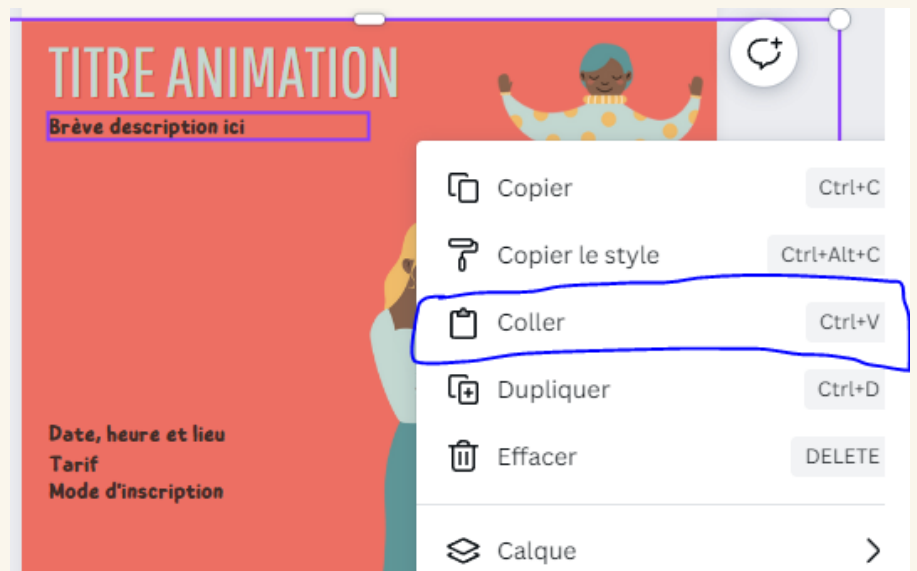 TITRE ANIMATION
Brève description ici
Copier Ctrl+C
Copier le style Ctrl+Alt+C
Coller Ctrl+V
Dupliquer Ctrl+D
Effacer DELETE
Calque
Date, heure et lieu
Tarif
Mode d'inscription